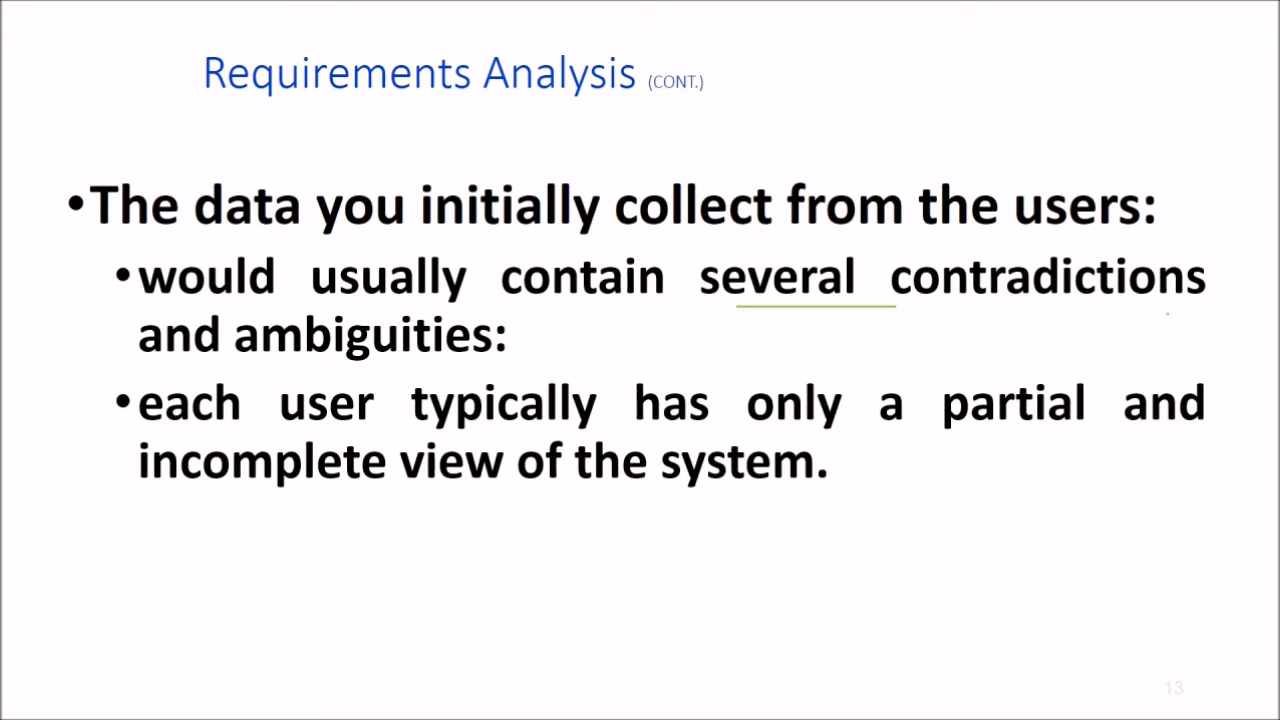 Requirements Analysis (CONT.)
•The data you initially collect from the users:
•would usually contain several contradictions
and ambiguities:
•each user typically has only a partial and
incomplete view of the system.
13